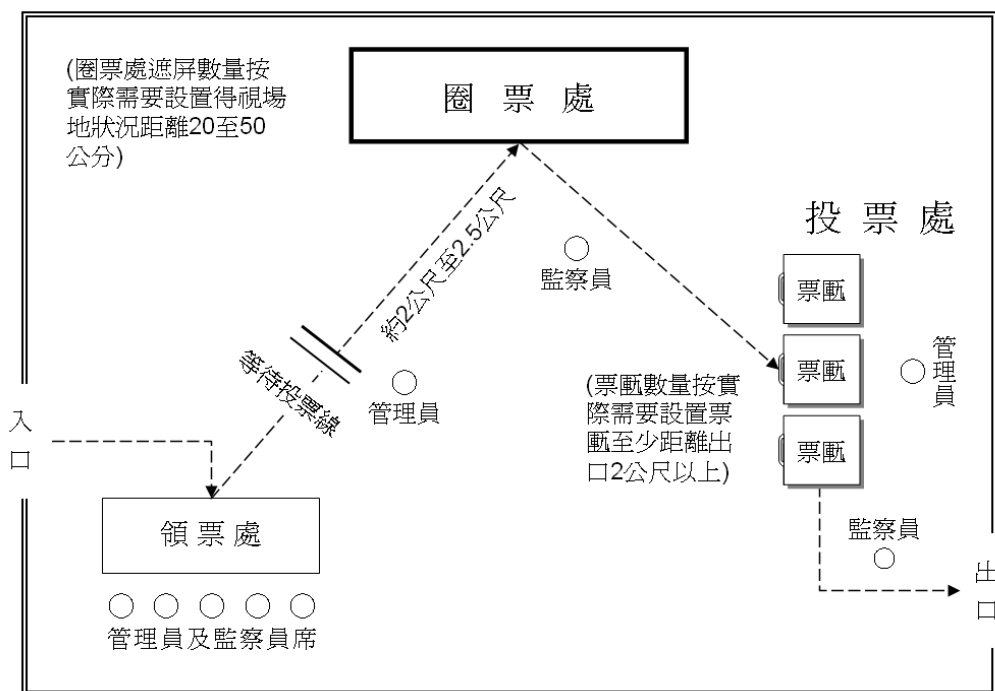 (圈票處遮屏數量按
實際需要設置得視場
地狀況距離20至50
公分)
圈票處
投票處
約2公尺至2.5公尺
監察員
票匭
票匭
票匭
管理員
等待投票線
管理員
(票匭數量按實
際需要設置票
匭至少距離出
口2公尺以上)
入口
領票處
管理員及監察員席
監察員
出口